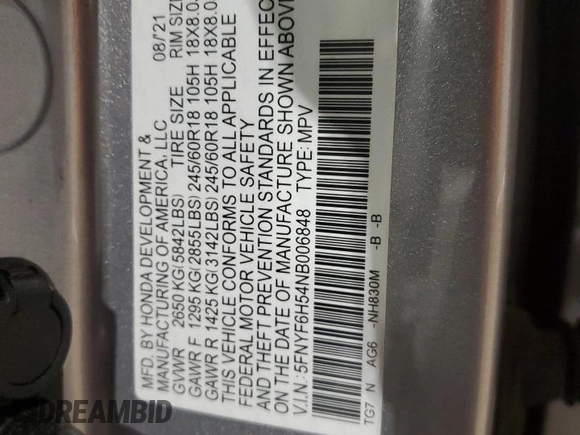 MFD. BY HONDA DEVELOPMENT &
MANUFACTURING OF AMERICA, LLC 08/'21
GVWR 2650 KG(5842LBS) TIRE SIZE RIM SIZE
GAWR F 1295 KG(2855LBS) 245/60R18 105H 18X8.0
GAWR R 1425 KG(3142LBS) 245/60R18 105H 18X8.0
THIS VEHICLE CONFORMS TO ALL APPLICABLE
FEDERAL MOTOR VEHICLE SAFETY
AND THEFT PREVENTION STANDARDS IN EFFEC
ON THE DATE OF MANUFACTURE SHOWN ABOVE
V.I.N.:5FNYF6H54NB006848 TYPE: MPV
TG7 N AG6 -NH830M -B -B
DREAMBID